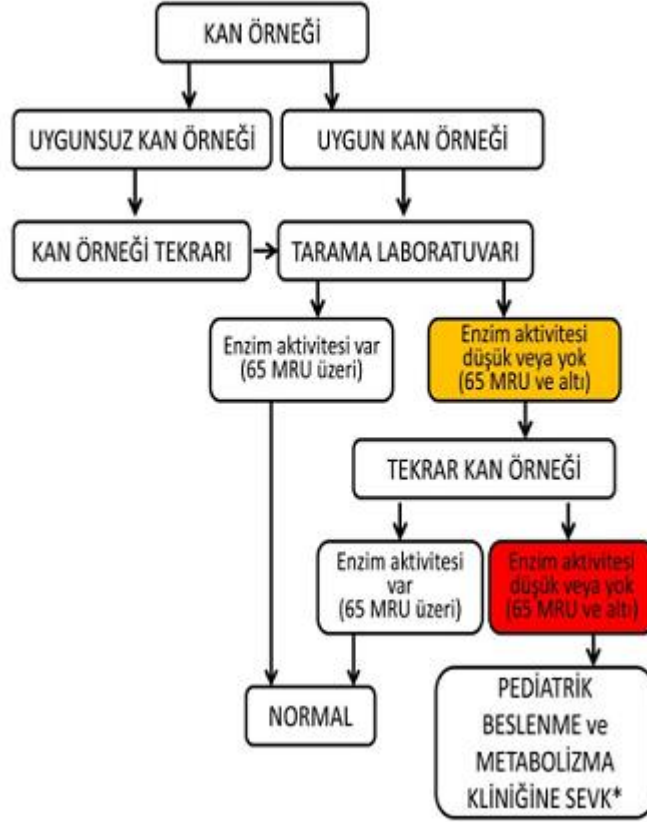 KAN ÖRNEĞİ
UYGUNSUZ KAN ÖRNEĞİ
UYGUN KAN ÖRNEĞİ
KAN ÖRNEĞİ TEKRARI
TARAMA LABORATUVARI
Enzim aktivitesi var
(65 MRU üzeri)
Enzim aktivitesi
düşük veya yok
(65 MRU ve altı)
TEKRAR KAN ÖRNEĞİ
Enzim aktivitesi
var
(65 MRU üzeri)
Enzim aktivitesi
düşük veya yok
(65 MRU ve altı)
NORMAL
PEDİATRİK
BESLENME ve
METABOLİZMA
KLİNİĞİNE SEVK*